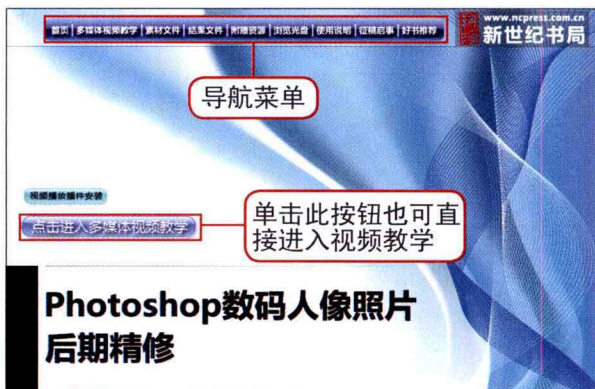 首页 多媒体视频教学 素材文件 结果文件 附赠资源 浏览光盘 使用说明 征稿启事 好书推荐
www.ncpress.com.cn
新世纪书局
导航菜单
视频播放插件安装
点击进入多媒体视频教学
单击此按钮也可直
接进入视频教学
Photoshop数码人像照片
后期精修